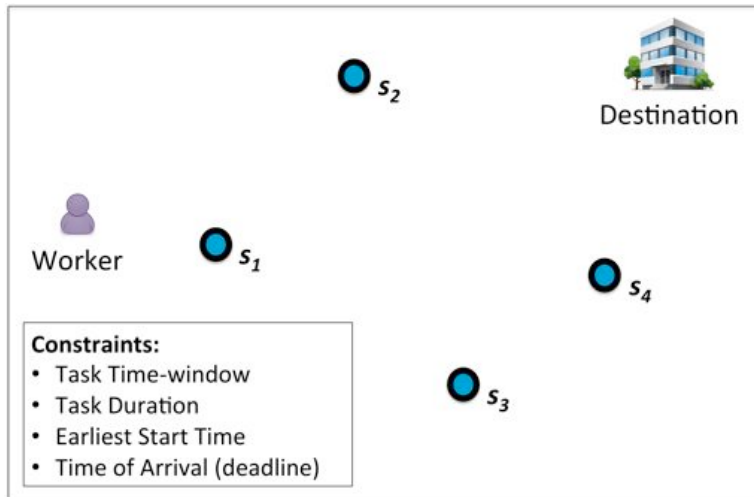 s2
Destination
Worker
s1
s4
Constraints:
• Task Time-window
• Task Duration
• Earliest Start Time
• Time of Arrival (deadline)
s3